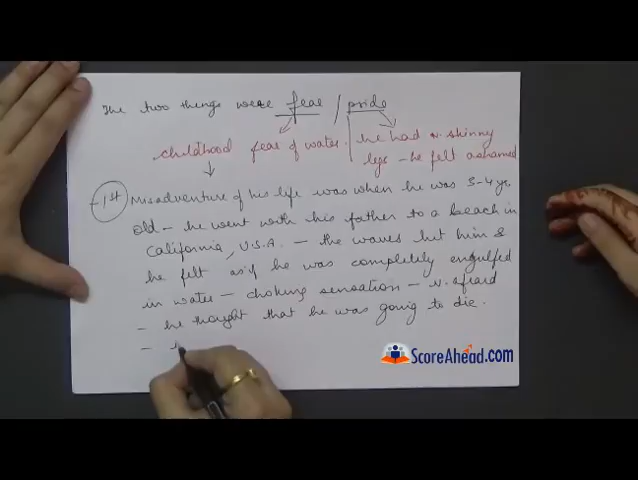 The two things were fear / pride
childhood fear of water. he had v. skinny
legs - he felt ashamed
- 1st Misadventure of his life was when he was 3-4 yr.
old - he went with his father to a beach in
California, U.S.A. - the waves hit him &
he felt as if he was completely engulfed
in water - choking sensation - v. afraid
- he thought that he was going to die.
-
ScoreAhead.com